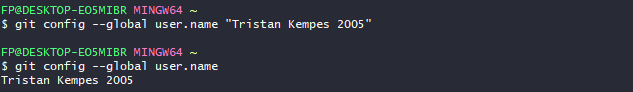 FP@DESKTOP-EO5MIBR MINGW64 ~
$ git config --global user.name "Tristan Kempes 2005"
FP@DESKTOP-EO5MIBR MINGW64 ~
$ git config --global user.name
Tristan Kempes 2005